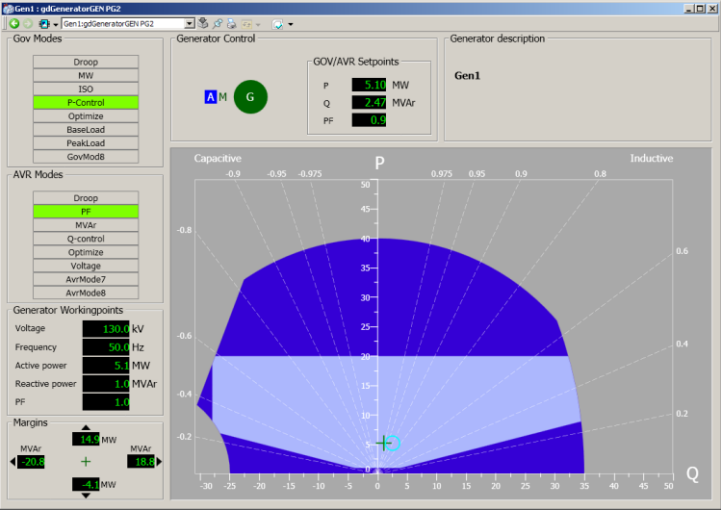 Gen1 : gdGeneratorGEN PG2
Gen1:gdGeneratorGEN PG2
Gov Modes
Droop
MW
ISO
P-Control
Optimize
BaseLoad
PeakLoad
GovMod8
AVR Modes
Droop
PF
MVAr
Q-control
Optimize
Voltage
AvrMode7
AvrMode8
Generator Workingpoints
Voltage 130.0 kV
Frequency 50.0 Hz
Active power 5.1 MW
Reactive power 1.0 MVAr
PF 1.0
Margins
14.9 MW
MVAr MVAr
-20.8 18.8
-4.1 MW
Generator Control
A M G
GOV/AVR Setpoints
P 5.10 MW
Q 2.47 MVAr
PF 0.9
Generator description
Gen1
Capacitive P Inductive
-0.9 -0.95 -0.975 0.975 0.95 0.9 0.8
50
45
-0.8
40
0.6
35
30
25
-0.6
0.4
20
15
-0.4
10
0.2
-0.2
5
0
-30 -25 -20 -15 -10 -5 0 5 10 15 20 25 30 35 40 45 50 Q